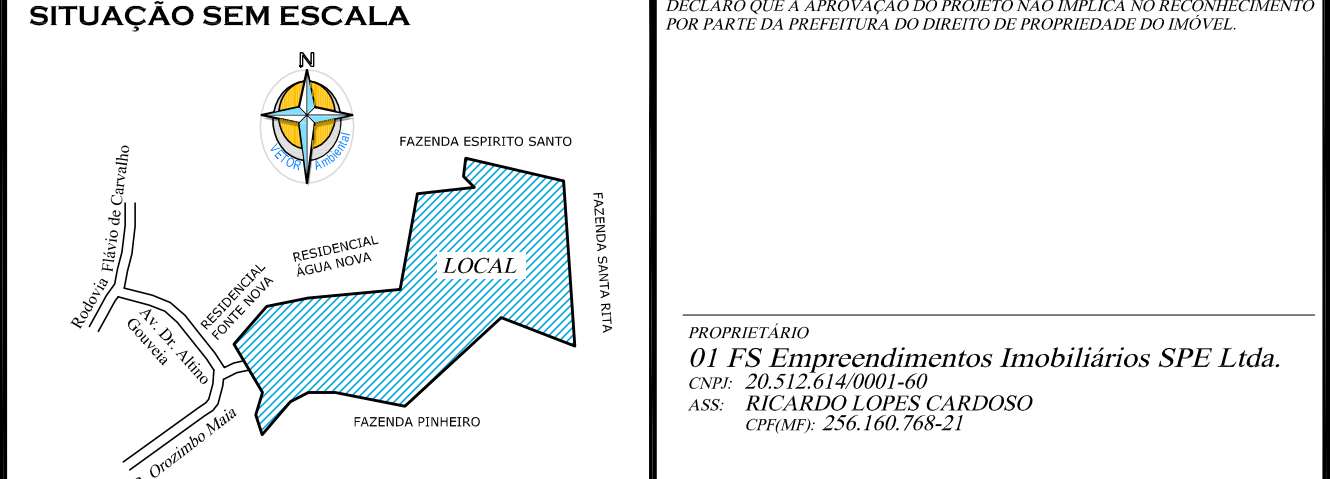 SITUAÇÃO SEM ESCALA
N
VETOR Ambiental
FAZENDA ESPIRITO SANTO
Rodovia Flávio de Carvalho
RESIDENCIAL
ÁGUA NOVA
FAZENDA SANTA RITA
LOCAL
RESIDENCIAL
FONTE NOVA
Av. Dr. Altino
Gouveia
Orozimbo Maia
FAZENDA PINHEIRO
DECLARO QUE A APROVAÇÃO DO PROJETO NÃO IMPLICA NO RECONHECIMENTO
POR PARTE DA PREFEITURA DO DIREITO DE PROPRIEDADE DO IMÓVEL.
PROPRIETÁRIO
01 FS Empreendimentos Imobiliários SPE Ltda.
CNPJ: 20.512.614/0001-60
ASS: RICARDO LOPES CARDOSO
CPF(MF): 256.160.768-21